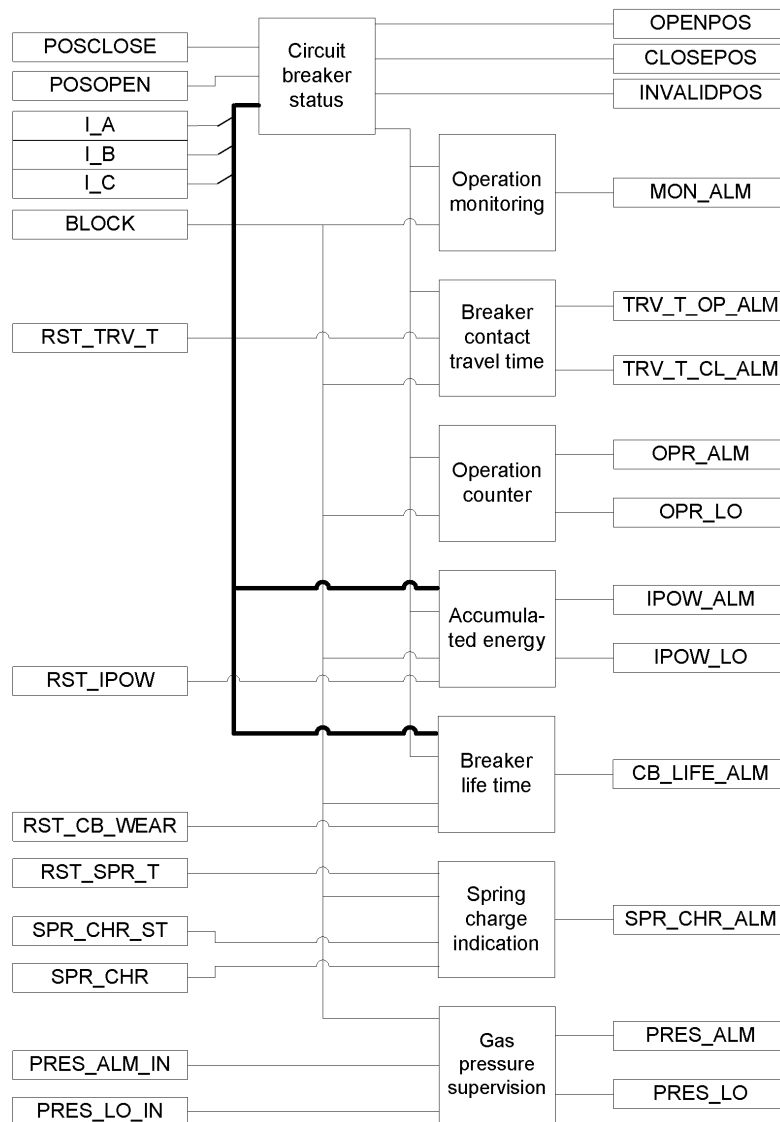 POSCLOSE
POSOPEN
I_A
I_B
I_C
BLOCK
RST_TRV_T
RST_IPOW
RST_CB_WEAR
RST_SPR_T
SPR_CHR_ST
SPR_CHR
PRES_ALM_IN
PRES_LO_IN
Circuit
breaker
status
Operation
monitoring
Breaker
contact
travel time
Operation
counter
Accumula-
ted energy
Breaker
life time
Spring
charge
indication
Gas
pressure
supervision
OPENPOS
CLOSEPOS
INVALIDPOS
MON_ALM
TRV_T_OP_ALM
TRV_T_CL_ALM
OPR_ALM
OPR_LO
IPOW_ALM
IPOW_LO
CB_LIFE_ALM
SPR_CHR_ALM
PRES_ALM
PRES_LO